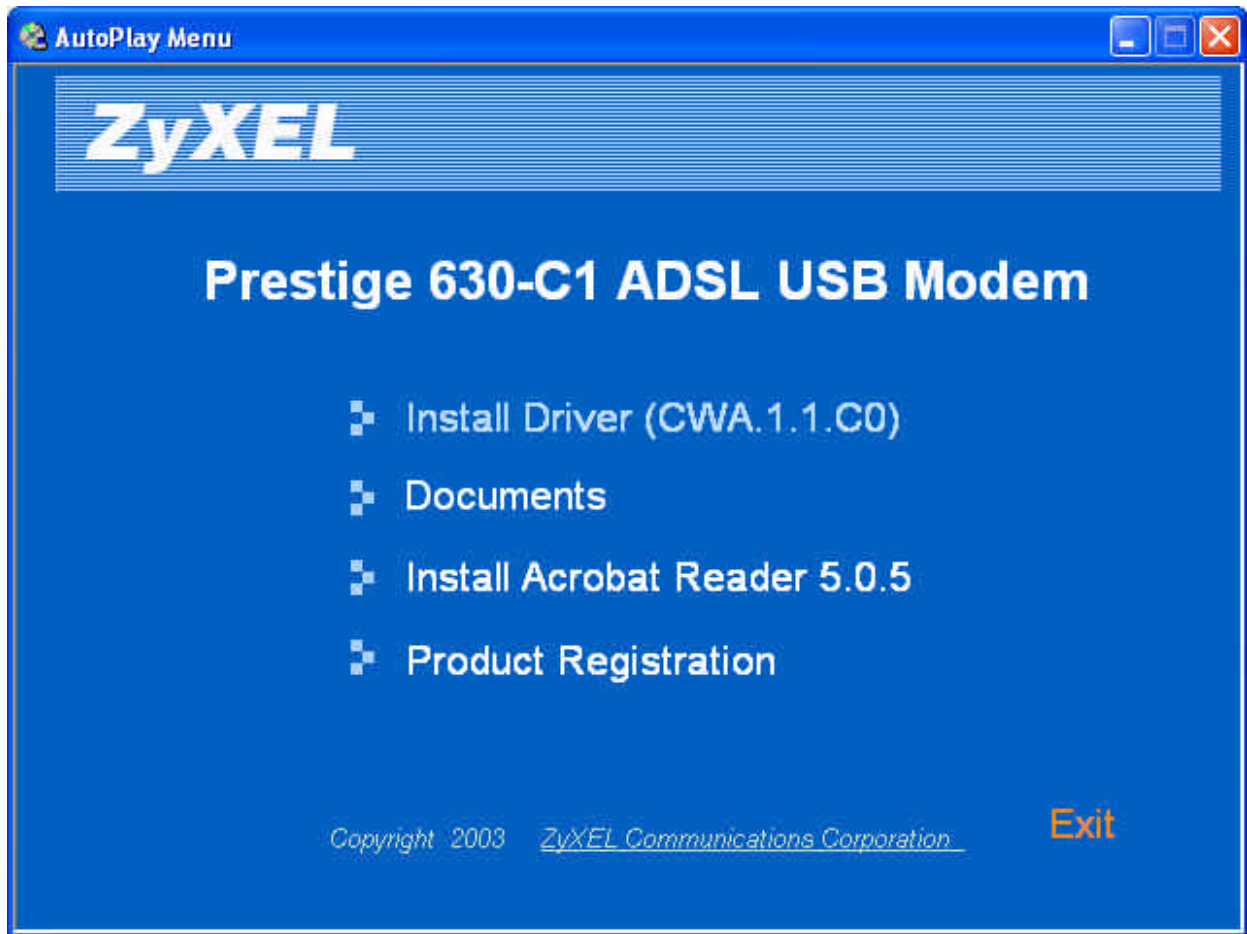 AutoPlay Menu
ZyXEL
Prestige 630-C1 ADSL USB Modem
Install Driver (CWA.1.1.C0)
Documents
Install Acrobat Reader 5.0.5
Product Registration
Exit
Copyright 2003 ZyXEL Communications Corporation